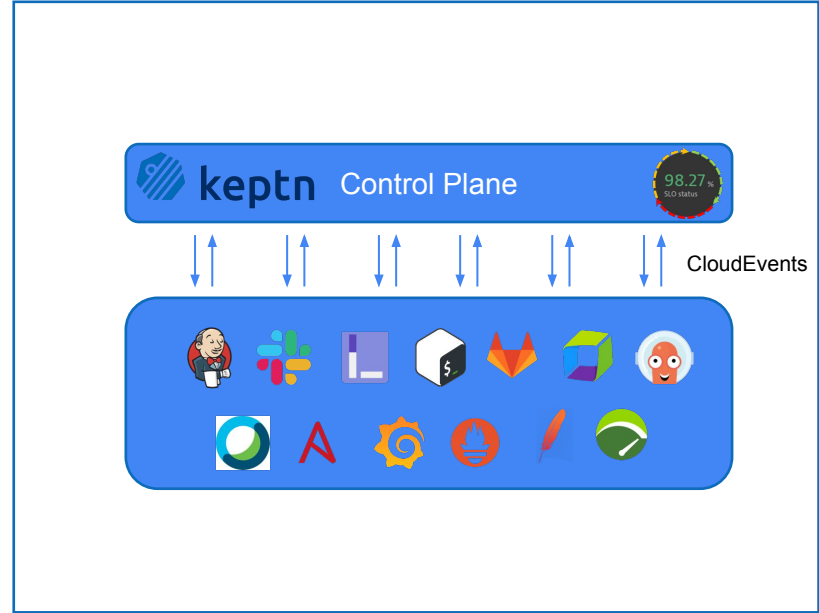 keptn Control Plane
98.27 %
SLO status
CloudEvents
$_